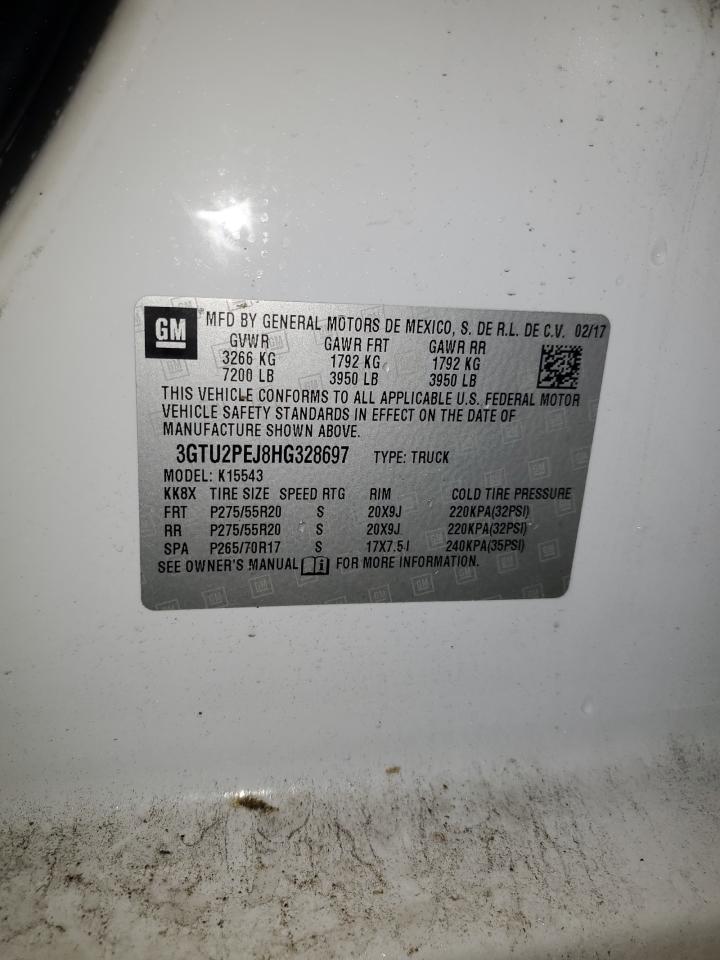 GM MFD BY GENERAL MOTORS DE MEXICO, S. DE R.L. DE C.V. 02/17
GVWR GAWR FRT GAWR RR
3266 KG 1792 KG 1792 KG
7200 LB 3950 LB 3950 LB
THIS VEHICLE CONFORMS TO ALL APPLICABLE U.S. FEDERAL MOTOR
VEHICLE SAFETY STANDARDS IN EFFECT ON THE DATE OF
MANUFACTURE SHOWN ABOVE.
3GTU2PEJ8HG328697 TYPE: TRUCK
MODEL: K15543
KK8X TIRE SIZE SPEED RTG RIM COLD TIRE PRESSURE
FRT P275/55R20 S 20X9J 220KPA(32PSI)
RR P275/55R20 S 20X9J 220KPA(32PSI)
SPA P265/70R17 S 17X7.5J 240KPA(35PSI)
SEE OWNER'S MANUAL FOR MORE INFORMATION.